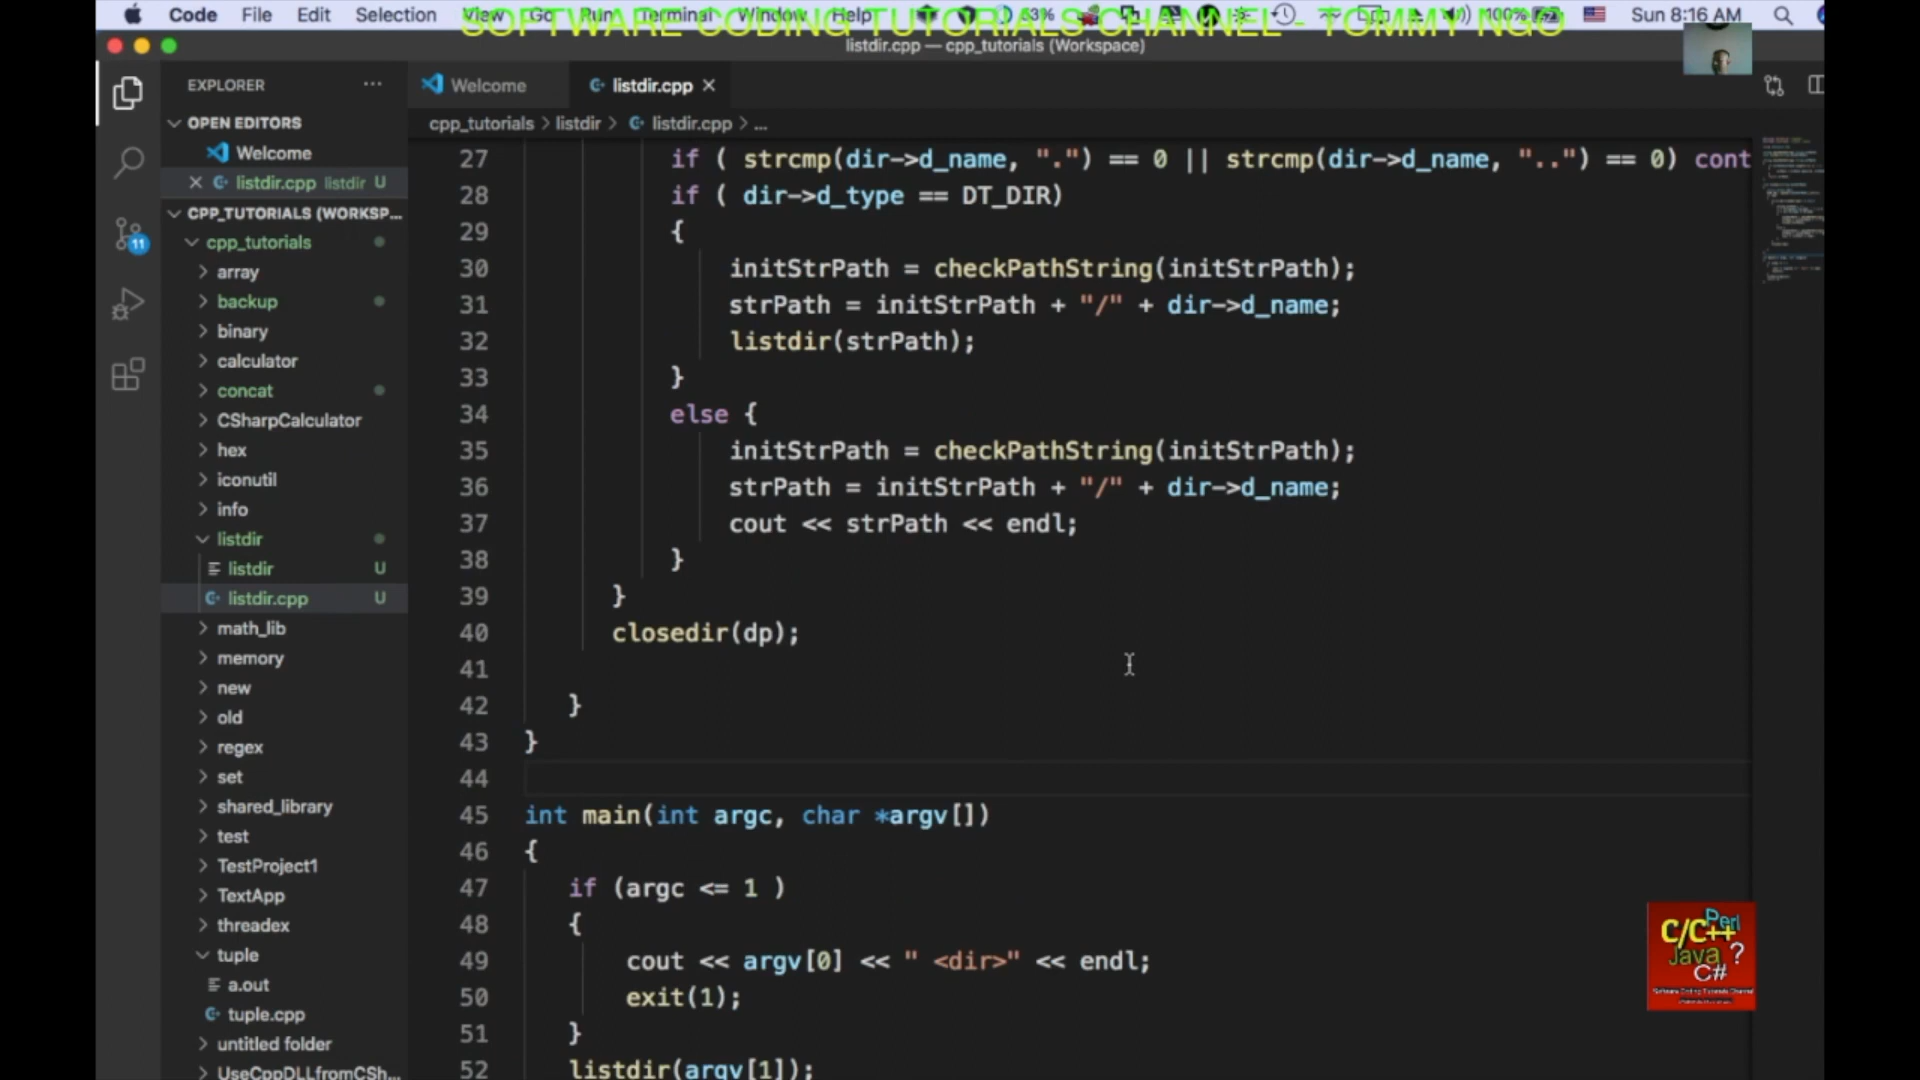 Code File Edit Selection View Go Run Terminal Window Help 53% 100% Sun 8:16 AM
SOFTWARE CODING TUTORIALS CHANNEL - TOMMY NGO
listdir.cpp — cpp_tutorials (Workspace)
EXPLORER
Welcome
listdir.cpp
OPEN EDITORS
Welcome
listdir.cpp listdir U
CPP_TUTORIALS (WORKSP...
cpp_tutorials
array
backup
binary
calculator
concat
CSharpCalculator
hex
iconutil
info
listdir
listdir U
listdir.cpp U
math_lib
memory
new
old
regex
set
shared_library
test
TestProject1
TextApp
threadex
tuple
a.out
tuple.cpp
untitled folder
UseCppDLLfromCSh...
11
cpp_tutorials > listdir > listdir.cpp > ...
27 if ( strcmp(dir->d_name, ".") == 0 || strcmp(dir->d_name, "..") == 0) cont
28 if ( dir->d_type == DT_DIR)
29 {
30 initStrPath = checkPathString(initStrPath);
31 strPath = initStrPath + "/" + dir->d_name;
32 listdir(strPath);
33 }
34 else {
35 initStrPath = checkPathString(initStrPath);
36 strPath = initStrPath + "/" + dir->d_name;
37 cout << strPath << endl;
38 }
39 }
40 closedir(dp);
41
42 }
43 }
44
45 int main(int argc, char *argv[])
46 {
47 if (argc <= 1 )
48 {
49 cout << argv[0] << " <dir>" << endl;
50 exit(1);
51 }
52 listdir(argv[1]);
C/C++
Perl
Java ?
C#
Software Coding Tutorials Channel